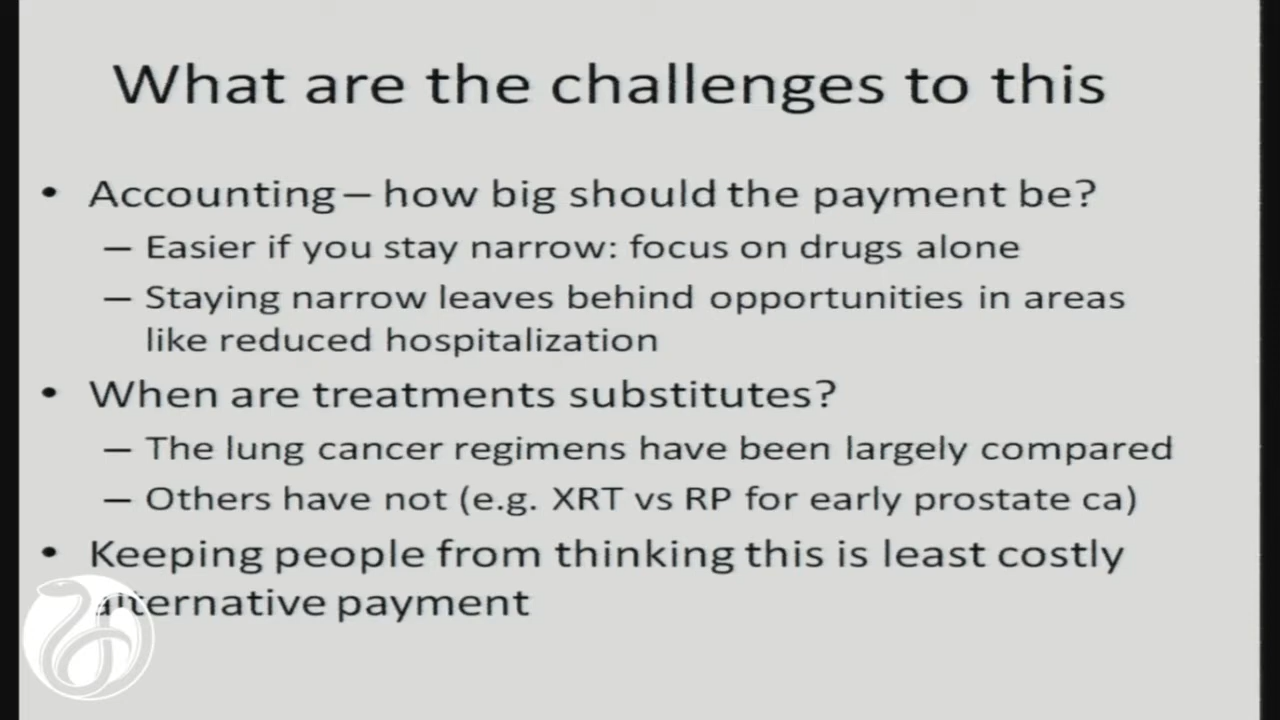 What are the challenges to this
• Accounting – how big should the payment be?
– Easier if you stay narrow: focus on drugs alone
– Staying narrow leaves behind opportunities in areas
like reduced hospitalization
• When are treatments substitutes?
– The lung cancer regimens have been largely compared
– Others have not (e.g. XRT vs RP for early prostate ca)
• Keeping people from thinking this is least costly
alternative payment